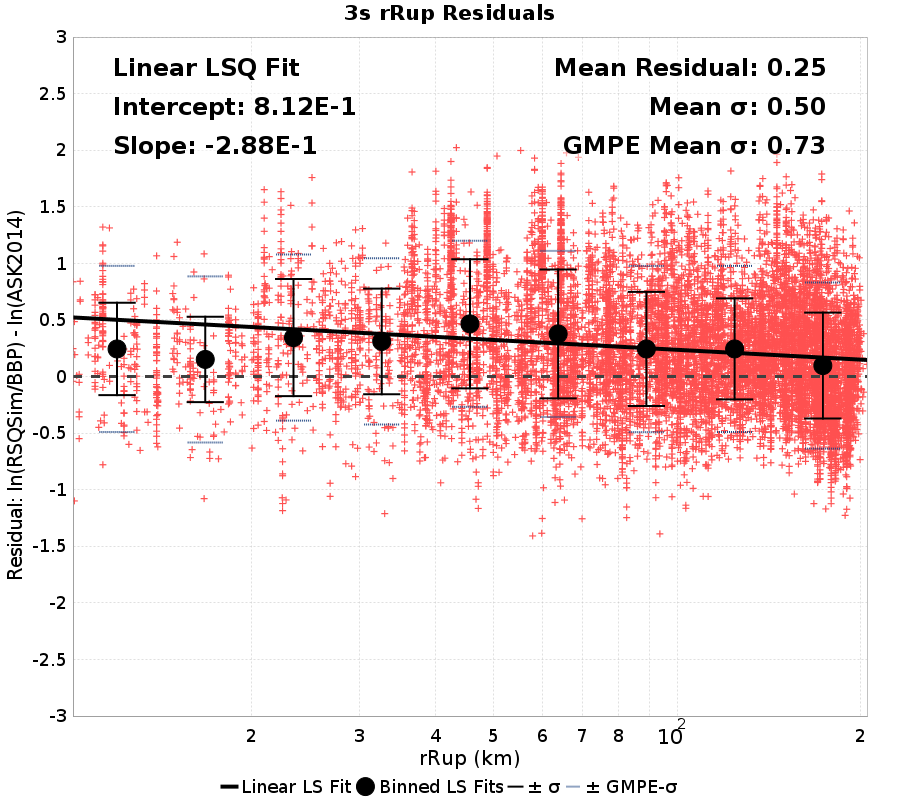 3s rRup Residuals
Linear LSQ Fit
Intercept: 8.12E-1
Slope: -2.88E-1
Mean Residual: 0.25
Mean σ: 0.50
GMPE Mean σ: 0.73
Residual: ln(RSQSim/BBP) - ln(ASK2014)
3
2.5
2
1.5
1
0.5
0
-0.5
-1
-1.5
-2
-2.5
-3
2 3 4 5 6 7 8 10² 2
rRup (km)
Linear LS Fit Binned LS Fits ± σ ± GMPE-σ